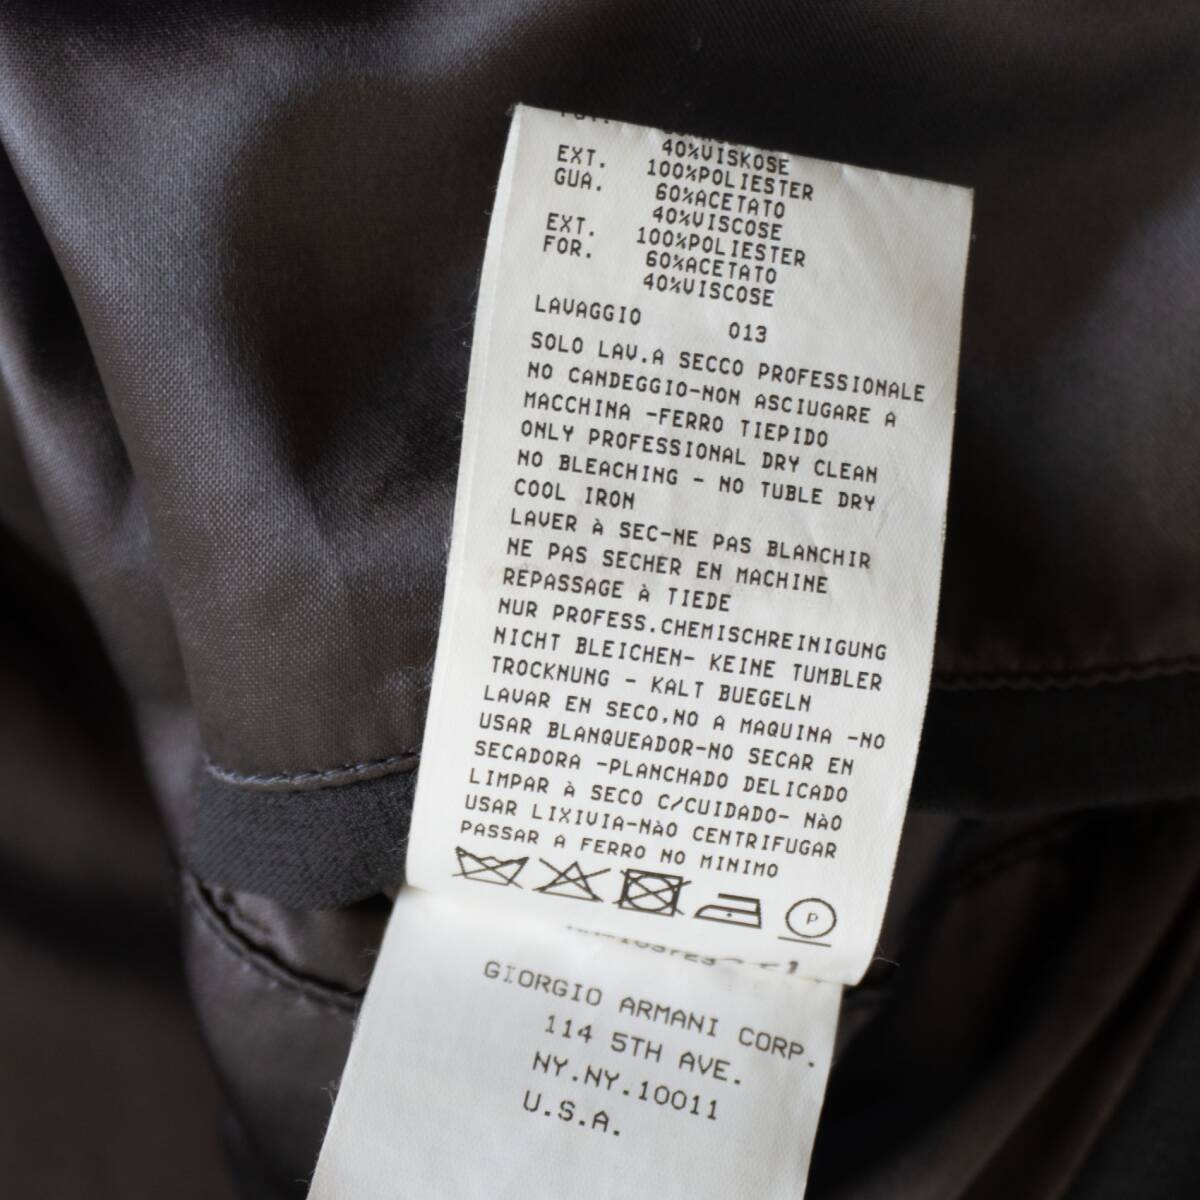 40%VISKOSE
EXT. 100%POLIESTER
GUA. 60%ACETATO
40%VISCOSE
EXT. 100%POLIESTER
FOR. 60%ACETATO
40%VISCOSE
LAVAGGIO 013
SOLO LAV.A SECCO PROFESSIONALE
NO CANDEGGIO-NON ASCIUGARE A
MACCHINA -FERRO TIEPIDO
ONLY PROFESSIONAL DRY CLEAN
NO BLEACHING - NO TUBLE DRY
COOL IRON
LAVER à SEC-NE PAS BLANCHIR
NE PAS SECHER EN MACHINE
REPASSAGE à TIEDE
NUR PROFESS.CHEMISCHREINIGUNG
NICHT BLEICHEN- KEINE TUMBLER
TROCKNUNG - KALT BUEGELN
LAVAR EN SECO.NO A MAQUINA -NO
USAR BLANQUEADOR-NO SECAR EN
SECADORA -PLANCHADO DELICADO
LIMPAR à SECO C/CUIDADO- NàO
USAR LIXIVIA-NàO CENTRIFUGAR
PASSAR A FERRO NO MINIMO
P
GIORGIO ARMANI CORP.
114 5TH AVE.
NY.NY.10011
U.S.A.